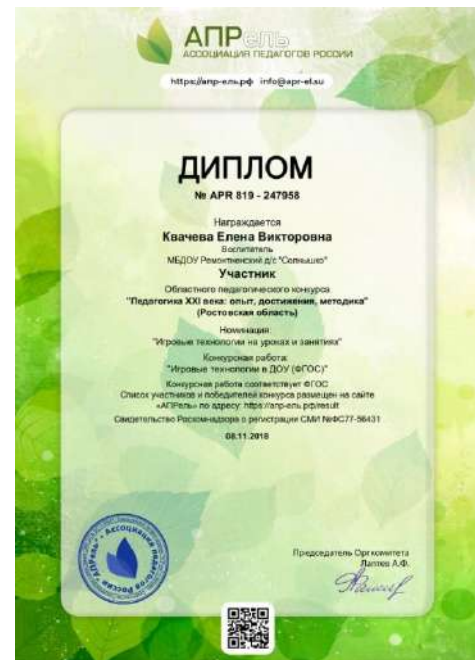 АПРель
АССОЦИАЦИЯ ПЕДАГОГОВ РОССИИ
https://апр-ель.рф info@apr-el.su
ДИПЛОМ
№ APR 819 - 247958
Награждается
Квачева Елена Викторовна
Воспитатель
МБДОУ Ремонтненский д/с "Солнышко"
Участник
Областного педагогического конкурса
"Педагогика XXI века: опыт, достижения, методика"
(Ростовская область)
Номинация:
"Игровые технологии на уроках и занятиях"
Конкурсная работа:
"Игровые технологии в ДОУ (ФГОС)"
Конкурсная работа соответствует ФГОС
Список участников и победителей конкурса размещен на сайте
«АПРель» по адресу: https://апр-ель.рф/result
Свидетельство Роскомнадзора о регистрации СМИ №ФС77-56431
08.11.2018
Ассоциация педагогов России "АПРель"
Председатель Оргкомитета
Лаптев А.Ф.